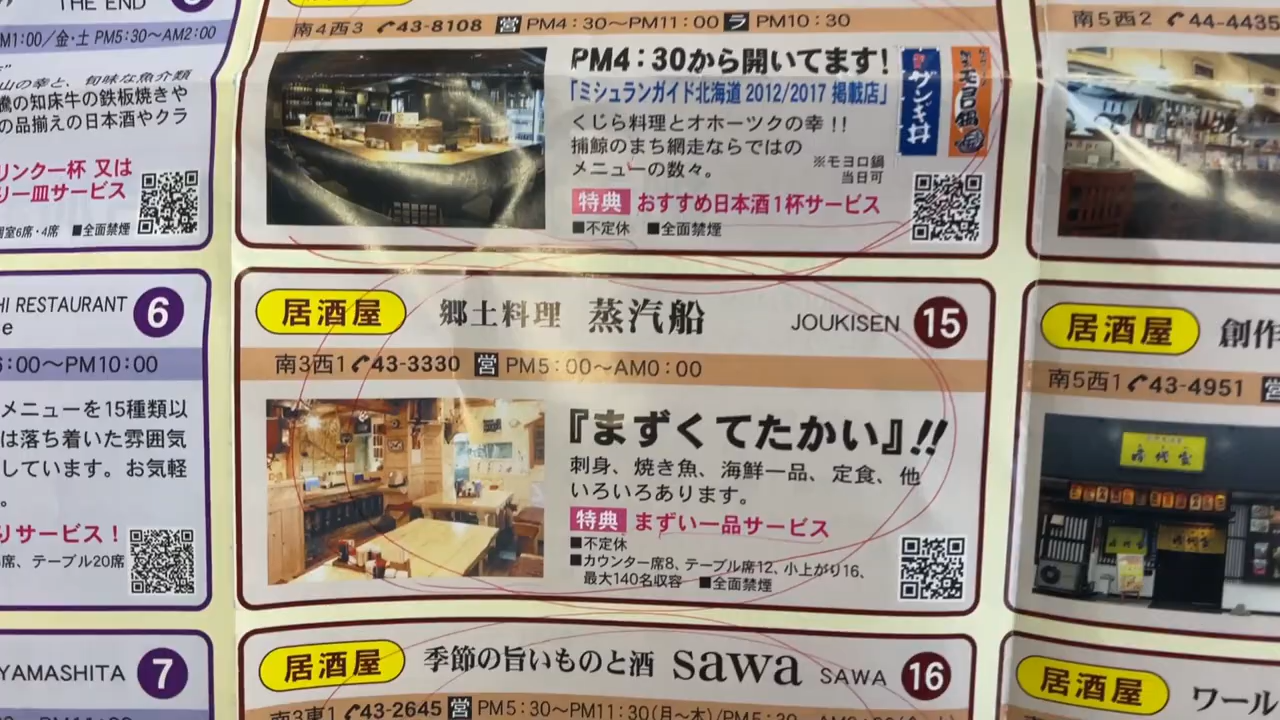 THE END
M1:00/金・土 PM5:30〜AM2:00
山の幸と、旬味な魚介類
の知床牛の鉄板焼きや
の品揃えの日本酒やクラ
リンク一杯 又は
一皿サービス
個室6席・4席 ■全面禁煙
HI RESTAURANT
6
6:00〜PM10:00
メニューを15種類以
は落ち着いた雰囲気
しています。お気軽
りサービス！
席、テーブル20席
YAMASHITA
7
南4西3 43-8108 営 PM4:30〜PM11:00 ラ PM10:30
PM4:30から開いてます!
「ミシュランガイド北海道 2012/2017 掲載店」
くじら料理とオホーツクの幸!!
捕鯨のまち網走ならではの
メニューの数々。
※モヨロ鍋
当日可
ザンギ丼
モヨロ鍋
特典 おすすめ日本酒1杯サービス
■不定休 ■全面禁煙
居酒屋 郷土料理 蒸汽船 JOUKISEN 15
南3西1 43-3330 営 PM5:00〜AM0:00
『まずくてたかい』!!
刺身、焼き魚、海鮮一品、定食、他
いろいろあります。
特典 まずい一品サービス
■不定休
■カウンター席8、テーブル席12、小上がり16、
最大140名収容 ■全面禁煙
居酒屋 季節の旨いものと酒 sawa SAWA 16
南3東1 43-2645 営 PM5:30〜PM11:30(月〜木)/PM5:30〜
南5西2 44-4435
居酒屋 創作
南5西1 43-4951 営
居酒屋 ワール